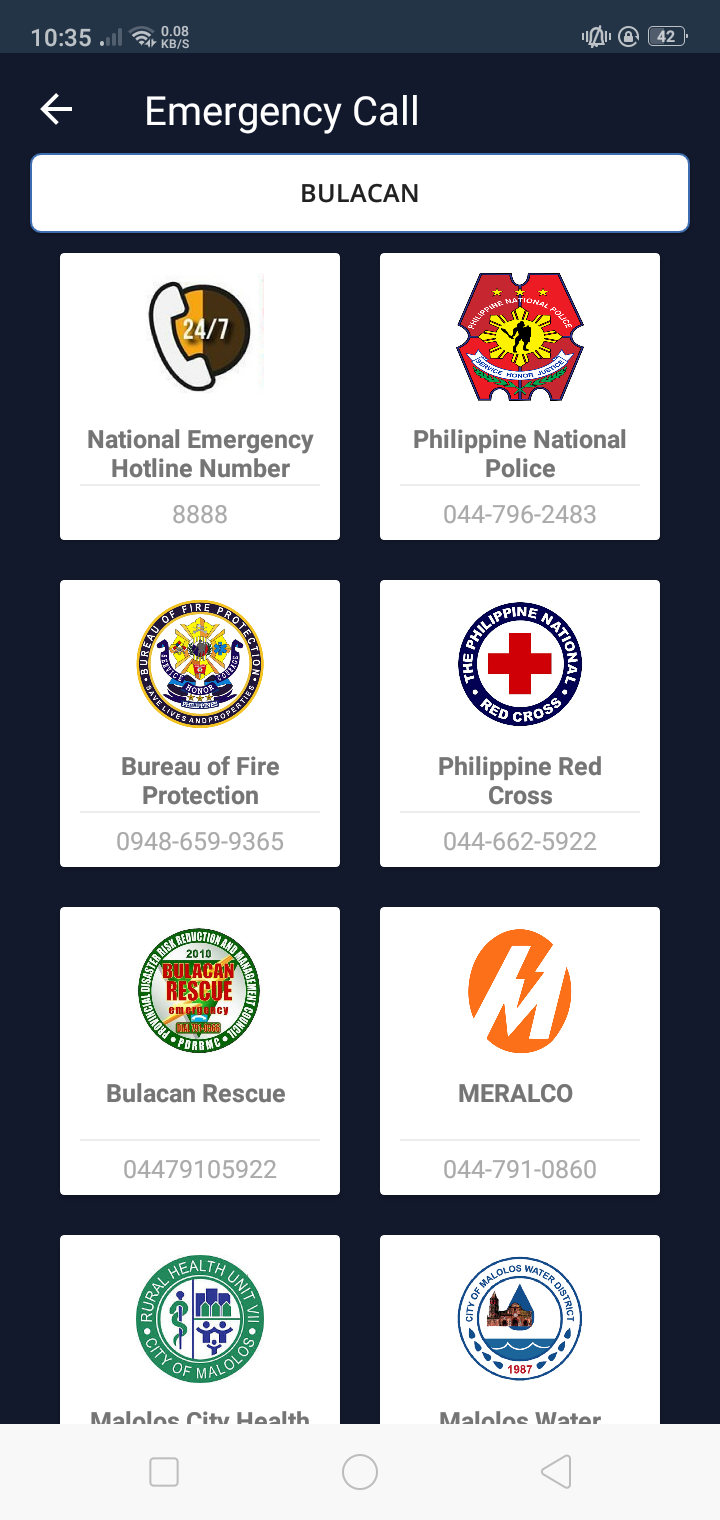 10:35
0.08
KB/S
42
Emergency Call
BULACAN
24/7
National Emergency
Hotline Number
8888
PHILIPPINE NATIONAL POLICE
SERVICE HONOR JUSTICE
Philippine National
Police
044-796-2483
BUREAU OF FIRE PROTECTION
SERVICE HONOR COURAGE
PHILIPPINES
SAVE LIVES AND PROPERTIES
Bureau of Fire
Protection
0948-659-9365
THE PHILIPPINE NATIONAL
RED CROSS
Philippine Red
Cross
044-662-5922
PROVINCIAL DISASTER RISK REDUCTION AND MANAGEMENT COUNCIL
2010
BULACAN
RESCUE
emergency
PDRRMC
Bulacan Rescue
04479105922
MERALCO
044-791-0860
RURAL HEALTH UNIT VII
CITY OF MALOLOS
Malolos City Health
CITY OF MALOLOS WATER DISTRICT
1987
Malolos Water